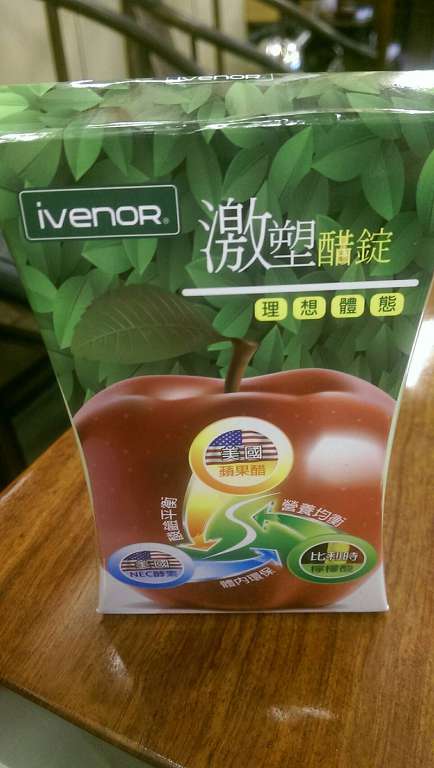 ivenor
ivenor®
激塑醋錠
理想體態
美國
蘋果醋
酸鹼平衡
營養均衡
美國
NEC酵素
體內環保
比利時
檸檬酸